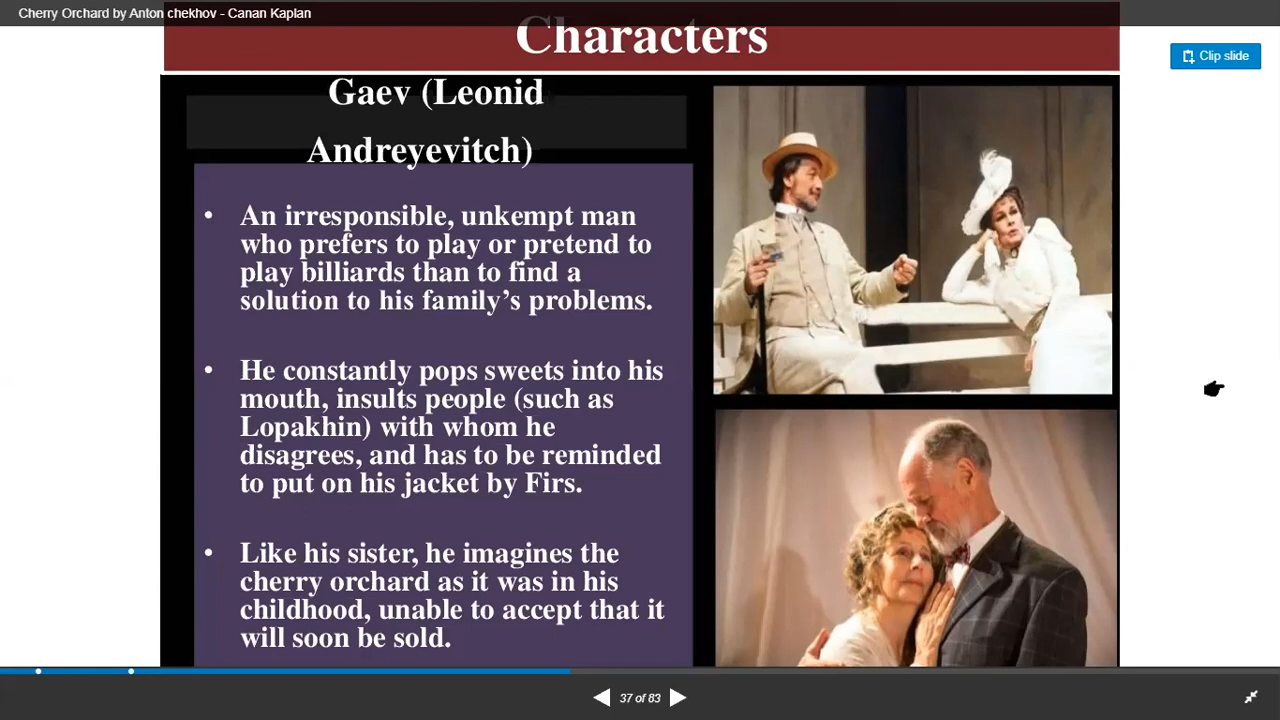 Cherry Orchard by Anton chekhov - Canan Kaplan
Characters
Clip slide
Gaev (Leonid
Andreyevitch)
• An irresponsible, unkempt man
who prefers to play or pretend to
play billiards than to find a
solution to his family’s problems.
• He constantly pops sweets into his
mouth, insults people (such as
Lopakhin) with whom he
disagrees, and has to be reminded
to put on his jacket by Firs.
• Like his sister, he imagines the
cherry orchard as it was in his
childhood, unable to accept that it
will soon be sold.
37 of 83